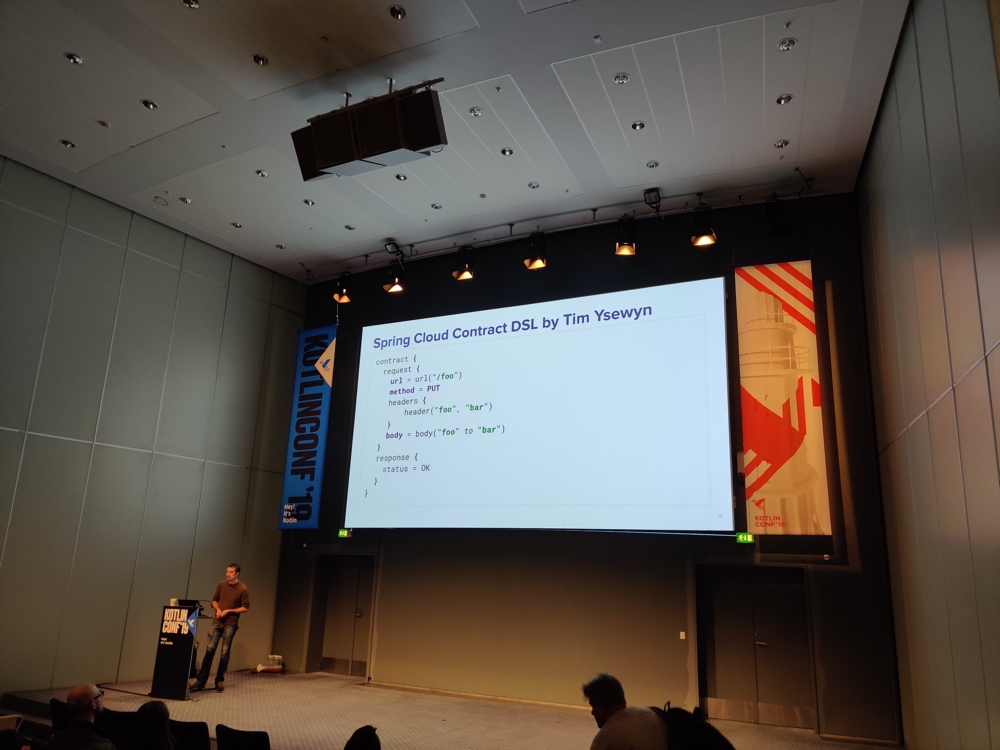 Spring Cloud Contract DSL by Tim Ysewyn
contract {
request {
url = url("/foo")
method = PUT
headers {
header("foo", "bar")
}
body = body("foo" to "bar")
}
response {
status = OK
}
}
KOTLINCONF '19
Hey!
It's
Kotlin
KOTLIN
CONF'19
KOTLIN
CONF'19
Hey!
It's Kotlin